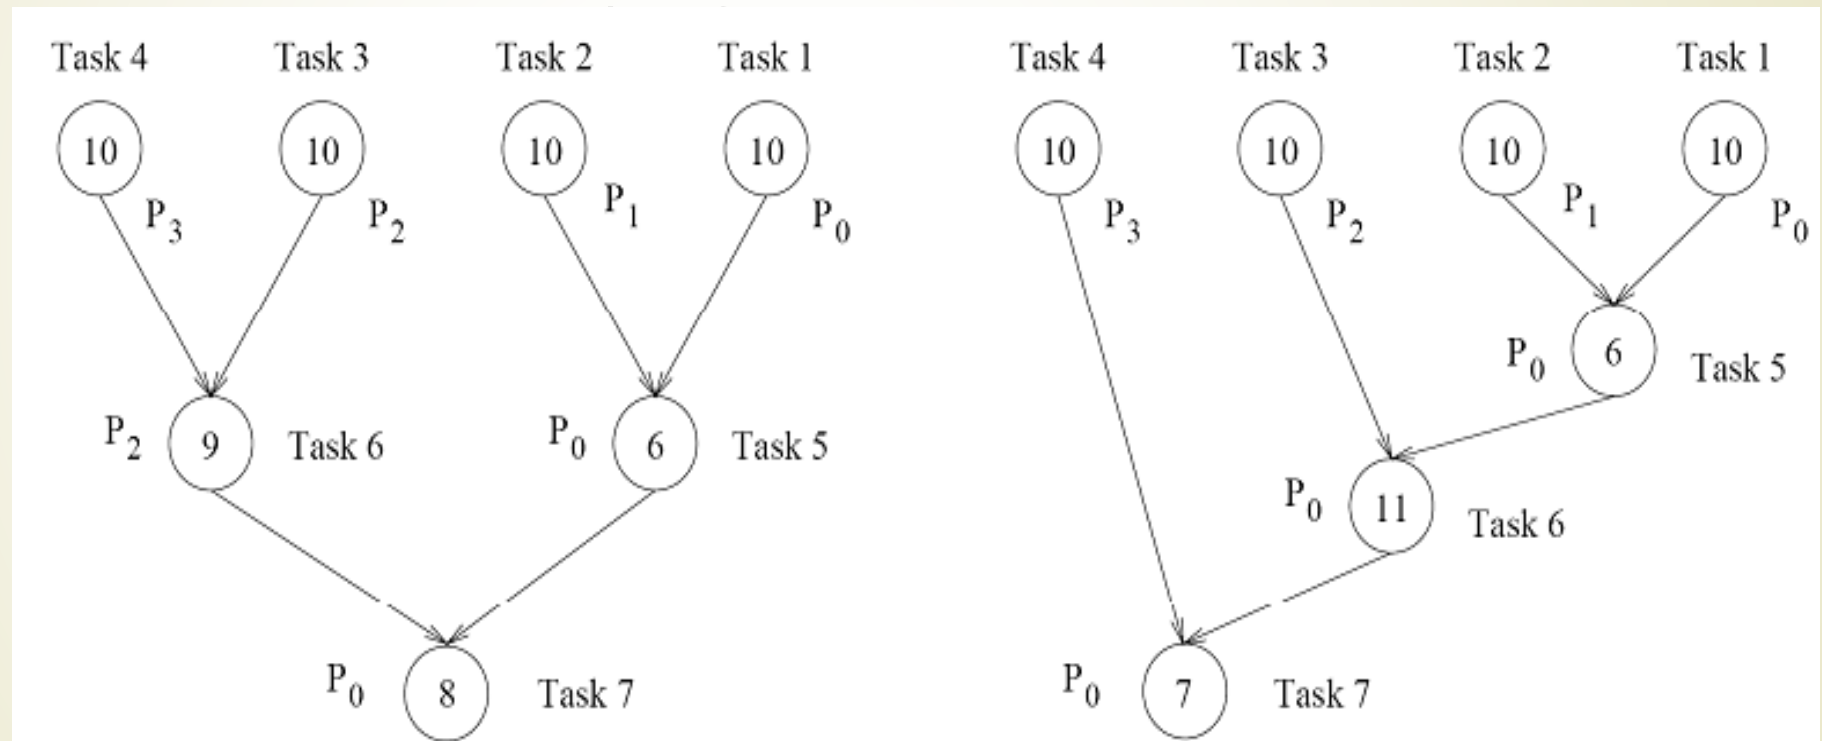 Task 4 Task 3 Task 2 Task 1 Task 4 Task 3 Task 2 Task 1
10 10 10 10 10 10 10 10
P3 P2 P1 P0 P3 P2 P1 P0
P0 6 Task 5
P2 9 Task 6 P0 6 Task 5
P0 11 Task 6
P0 8 Task 7 P0 7 Task 7